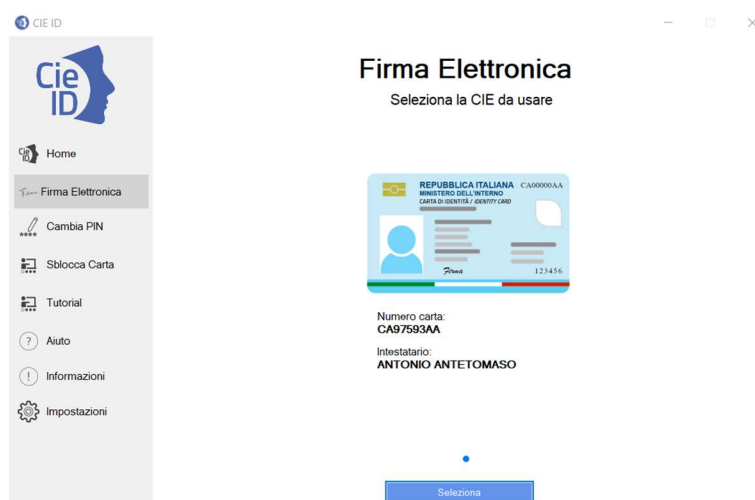 CIE ID
Cie
ID
Cie
ID
Home
Firma Elettronica
Cambia PIN
Sblocca Carta
Tutorial
Aiuto
Informazioni
Impostazioni
Firma Elettronica
Seleziona la CIE da usare
REPUBBLICA ITALIANA CA00000AA
MINISTERO DELL'INTERNO
CARTA DI IDENTITÀ / IDENTITY CARD
Firma 123456
Numero carta:
CA97593AA
Intestatario:
ANTONIO ANTETOMASO
Seleziona